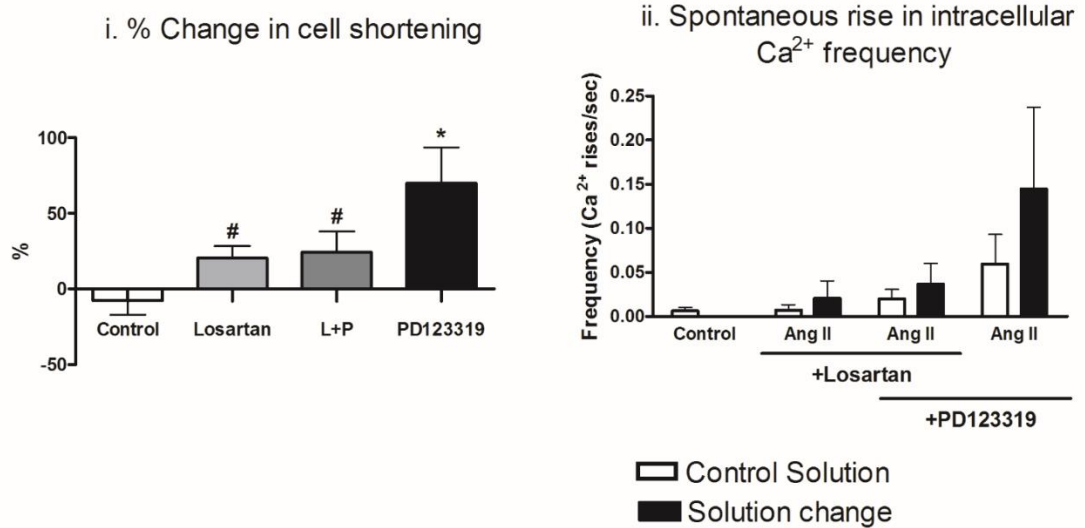 i. % Change in cell shortening
100
50
0
-50
%
*
#
#
Control
Losartan
L+P
PD123319
ii. Spontaneous rise in intracellular
Ca²⁺ frequency
Frequency (Ca²⁺ rises/sec)
0.25
0.20
0.15
0.10
0.05
0.00
Control
Ang II
Ang II
Ang II
+Losartan
+PD123319
Control Solution
Solution change